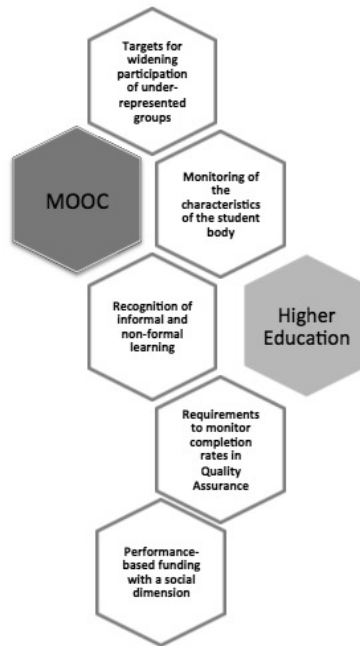 Targets for
widening
participation
of under-
represented
groups
MOOC
Monitoring of
the
characteristics
of the student
body
Recognition of
informal and
non-formal
learning
Higher
Education
Requirements
to monitor
completion
rates in
Quality
Assurance
Performance-
based funding
with a social
dimension